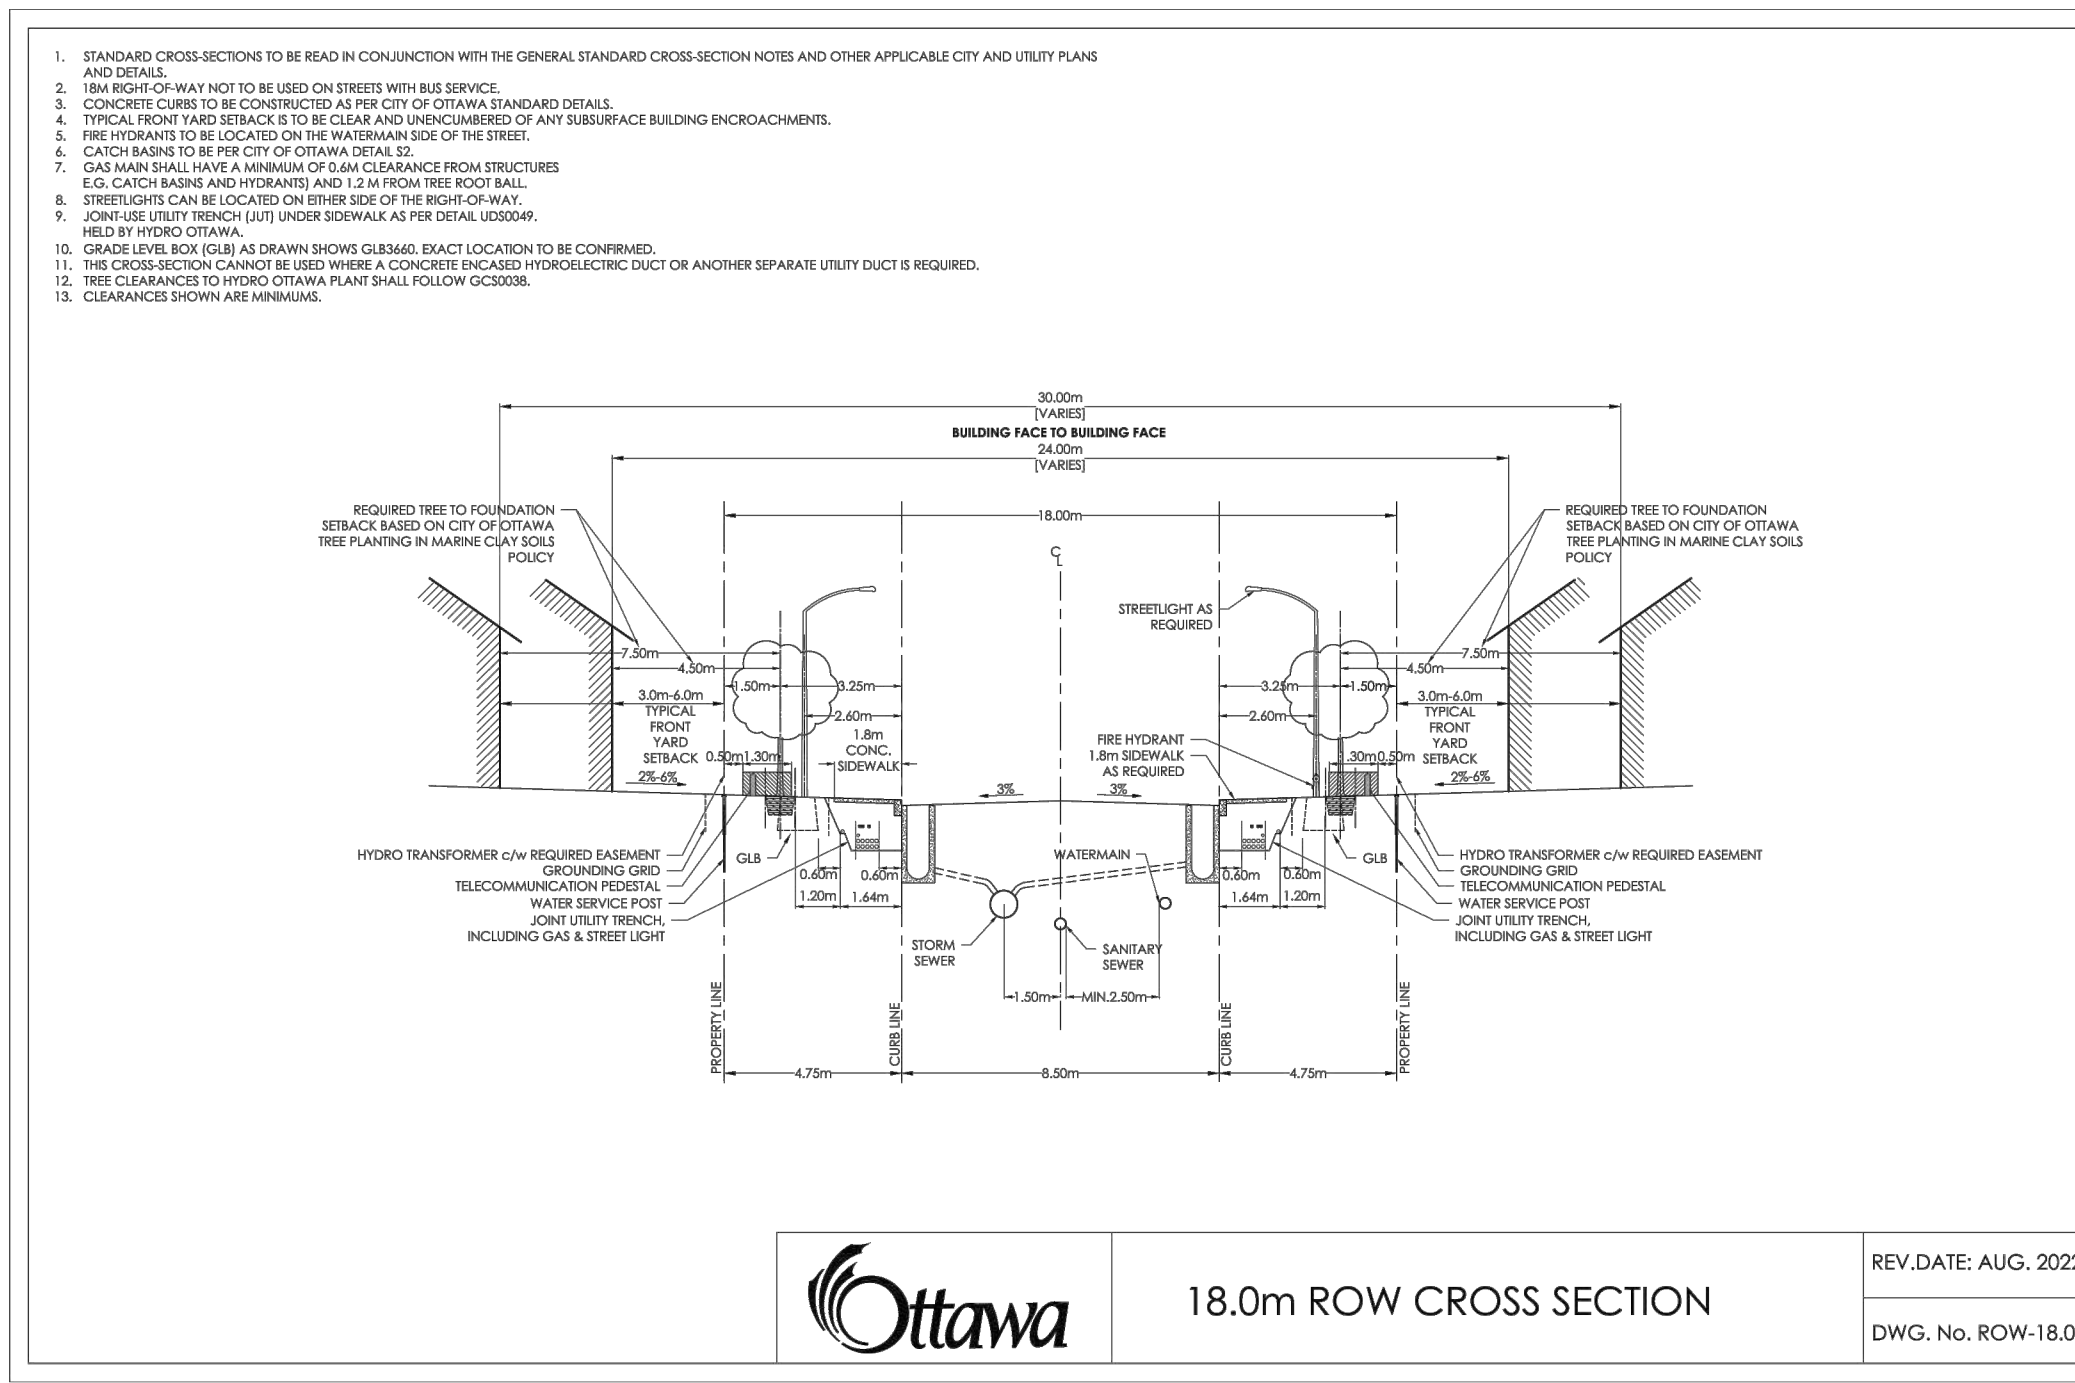 1. STANDARD CROSS-SECTIONS TO BE READ IN CONJUNCTION WITH THE GENERAL STANDARD CROSS-SECTION NOTES AND OTHER APPLICABLE CITY AND UTILITY PLANS
AND DETAILS.
2. 18M RIGHT-OF-WAY NOT TO BE USED ON STREETS WITH BUS SERVICE.
3. CONCRETE CURBS TO BE CONSTRUCTED AS PER CITY OF OTTAWA STANDARD DETAILS.
4. TYPICAL FRONT YARD SETBACK IS TO BE CLEAR AND UNENCUMBERED OF ANY SUBSURFACE BUILDING ENCROACHMENTS.
5. FIRE HYDRANTS TO BE LOCATED ON THE WATERMAIN SIDE OF THE STREET.
6. CATCH BASINS TO BE PER CITY OF OTTAWA DETAIL S2.
7. GAS MAIN SHALL HAVE A MINIMUM OF 0.6M CLEARANCE FROM STRUCTURES
E.G. CATCH BASINS AND HYDRANTS) AND 1.2 M FROM TREE ROOT BALL.
8. STREETLIGHTS CAN BE LOCATED ON EITHER SIDE OF THE RIGHT-OF-WAY.
9. JOINT-USE UTILITY TRENCH (JUT) UNDER SIDEWALK AS PER DETAIL UDS0049.
HELD BY HYDRO OTTAWA.
10. GRADE LEVEL BOX (GLB) AS DRAWN SHOWS GLB3660. EXACT LOCATION TO BE CONFIRMED.
11. THIS CROSS-SECTION CANNOT BE USED WHERE A CONCRETE ENCASED HYDROELECTRIC DUCT OR ANOTHER SEPARATE UTILITY DUCT IS REQUIRED.
12. TREE CLEARANCES TO HYDRO OTTAWA PLANT SHALL FOLLOW GCS0038.
13. CLEARANCES SHOWN ARE MINIMUMS.
30.00m
[VARIES]
BUILDING FACE TO BUILDING FACE
24.00m
[VARIES]
18.00m
REQUIRED TREE TO FOUNDATION
SETBACK BASED ON CITY OF OTTAWA
TREE PLANTING IN MARINE CLAY SOILS
POLICY
REQUIRED TREE TO FOUNDATION
SETBACK BASED ON CITY OF OTTAWA
TREE PLANTING IN MARINE CLAY SOILS
POLICY
CL
STREETLIGHT AS
REQUIRED
7.50m
4.50m
1.50m
3.25m
3.0m-6.0m
TYPICAL
FRONT
YARD
SETBACK
2.60m
1.8m
CONC.
SIDEWALK
0.50m
1.30m
2%-6%
3%
3%
FIRE HYDRANT
1.8m SIDEWALK
AS REQUIRED
7.50m
4.50m
3.25m
1.50m
2.60m
3.0m-6.0m
TYPICAL
FRONT
YARD
SETBACK
.30m
0.50m
2%-6%
HYDRO TRANSFORMER c/w REQUIRED EASEMENT
GROUNDING GRID
TELECOMMUNICATION PEDESTAL
WATER SERVICE POST
JOINT UTILITY TRENCH,
INCLUDING GAS & STREET LIGHT
GLB
0.60m
0.60m
1.20m
1.64m
STORM
SEWER
WATERMAIN
SANITARY
SEWER
1.50m
MIN.2.50m
0.60m
0.60m
1.64m
1.20m
GLB
HYDRO TRANSFORMER c/w REQUIRED EASEMENT
GROUNDING GRID
TELECOMMUNICATION PEDESTAL
WATER SERVICE POST
JOINT UTILITY TRENCH,
INCLUDING GAS & STREET LIGHT
PROPERTY LINE
CURB LINE
CURB LINE
PROPERTY LINE
4.75m
8.50m
4.75m
Ottawa
18.0m ROW CROSS SECTION
REV.DATE: AUG. 2022
DWG. No. ROW-18.0